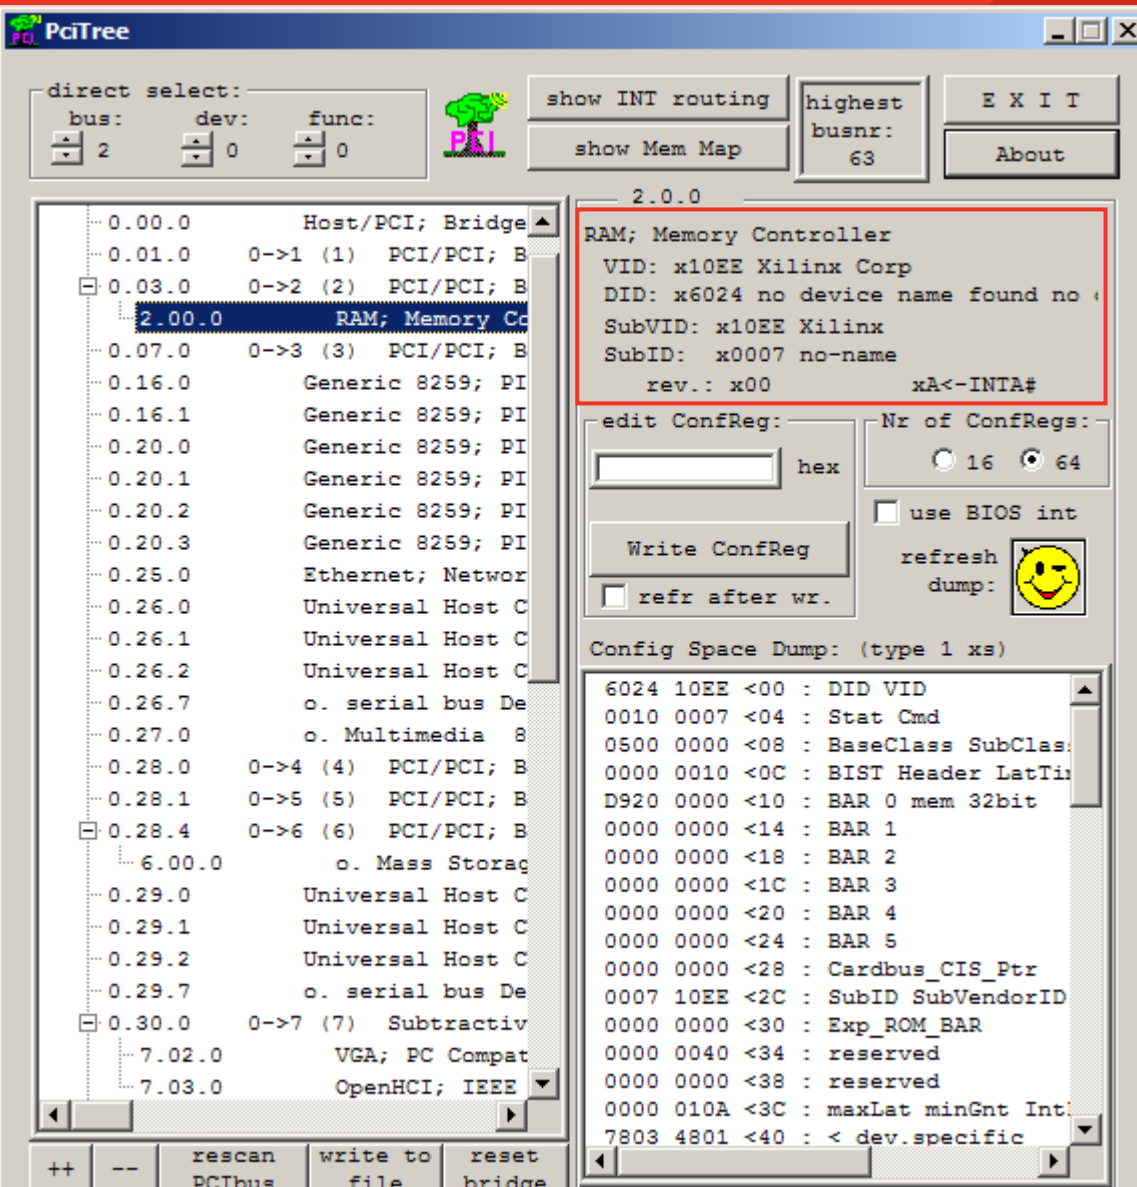 PciTree
direct select:
bus: dev: func:
2 0 0
PCI
show INT routing
show Mem Map
highest
busnr:
63
E X I T
About
0.00.0 Host/PCI; Bridge
0.01.0 0->1 (1) PCI/PCI; B
0.03.0 0->2 (2) PCI/PCI; B
2.00.0 RAM; Memory Co
0.07.0 0->3 (3) PCI/PCI; B
0.16.0 Generic 8259; PI
0.16.1 Generic 8259; PI
0.20.0 Generic 8259; PI
0.20.1 Generic 8259; PI
0.20.2 Generic 8259; PI
0.20.3 Generic 8259; PI
0.25.0 Ethernet; Networ
0.26.0 Universal Host C
0.26.1 Universal Host C
0.26.2 Universal Host C
0.26.7 o. serial bus De
0.27.0 o. Multimedia 8
0.28.0 0->4 (4) PCI/PCI; B
0.28.1 0->5 (5) PCI/PCI; B
0.28.4 0->6 (6) PCI/PCI; B
6.00.0 o. Mass Storag
0.29.0 Universal Host C
0.29.1 Universal Host C
0.29.2 Universal Host C
0.29.7 o. serial bus De
0.30.0 0->7 (7) Subtractiv
7.02.0 VGA; PC Compat
7.03.0 OpenHCI; IEEE
++ -- rescan PCIbus write to file reset bridge
2.0.0
RAM; Memory Controller
VID: x10EE Xilinx Corp
DID: x6024 no device name found no
SubVID: x10EE Xilinx
SubID: x0007 no-name
rev.: x00 xA<-INTA#
edit ConfReg:
hex
Write ConfReg
refr after wr.
Nr of ConfRegs:
16 64
use BIOS int
refresh
dump:
Config Space Dump: (type 1 xs)
6024 10EE <00 : DID VID
0010 0007 <04 : Stat Cmd
0500 0000 <08 : BaseClass SubClas
0000 0010 <0C : BIST Header LatTi
D920 0000 <10 : BAR 0 mem 32bit
0000 0000 <14 : BAR 1
0000 0000 <18 : BAR 2
0000 0000 <1C : BAR 3
0000 0000 <20 : BAR 4
0000 0000 <24 : BAR 5
0000 0000 <28 : Cardbus_CIS_Ptr
0007 10EE <2C : SubID SubVendorID
0000 0000 <30 : Exp_ROM_BAR
0000 0040 <34 : reserved
0000 0000 <38 : reserved
0000 010A <3C : maxLat minGnt Int
7803 4801 <40 : < dev.specific